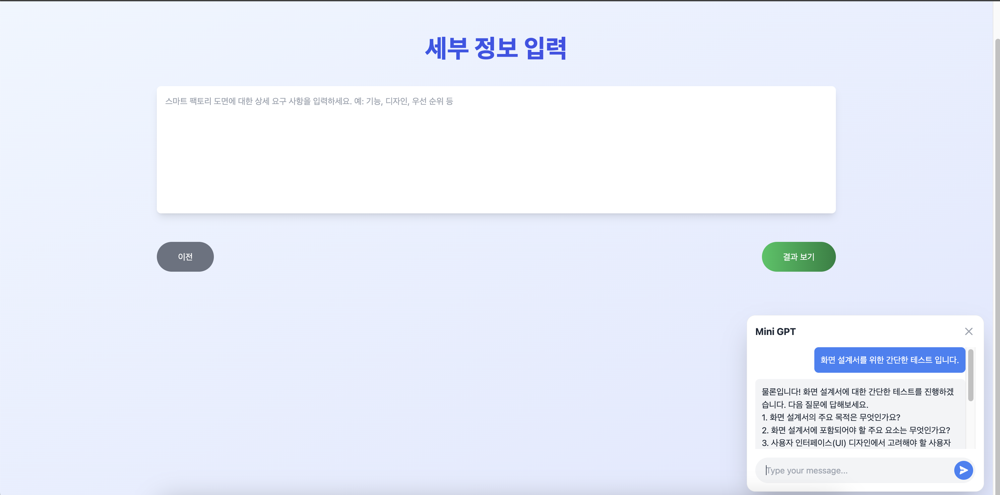 세부 정보 입력
스마트 팩토리 도면에 대한 상세 요구 사항을 입력하세요. 예: 기능, 디자인, 우선 순위 등
이전
결과 보기
Mini GPT
화면 설계서를 위한 간단한 테스트 입니다.
물론입니다! 화면 설계서에 대한 간단한 테스트를 진행하겠
습니다. 다음 질문에 답해보세요.
1. 화면 설계서의 주요 목적은 무엇인가요?
2. 화면 설계서에 포함되어야 할 주요 요소는 무엇인가요?
3. 사용자 인터페이스(UI) 디자인에서 고려해야 할 사용자
Type your message...